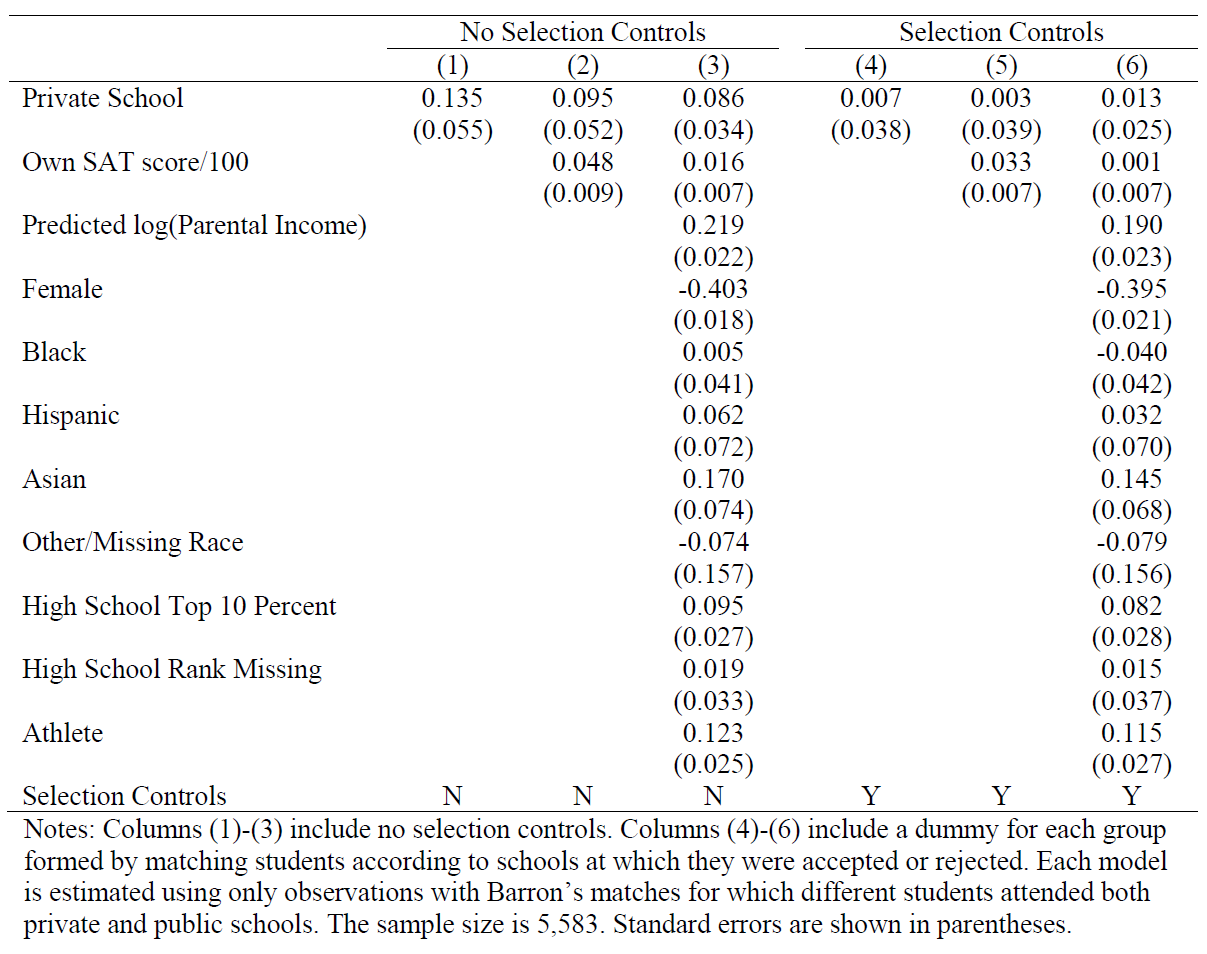 No Selection Controls Selection Controls
(1) (2) (3) (4) (5) (6)
Private School 0.135 0.095 0.086 0.007 0.003 0.013
(0.055) (0.052) (0.034) (0.038) (0.039) (0.025)
Own SAT score/100 0.048 0.016 0.033 0.001
(0.009) (0.007) (0.007) (0.007)
Predicted log(Parental Income) 0.219 0.190
(0.022) (0.023)
Female -0.403 -0.395
(0.018) (0.021)
Black 0.005 -0.040
(0.041) (0.042)
Hispanic 0.062 0.032
(0.072) (0.070)
Asian 0.170 0.145
(0.074) (0.068)
Other/Missing Race -0.074 -0.079
(0.157) (0.156)
High School Top 10 Percent 0.095 0.082
(0.027) (0.028)
High School Rank Missing 0.019 0.015
(0.033) (0.037)
Athlete 0.123 0.115
(0.025) (0.027)
Selection Controls N N N Y Y Y
Notes: Columns (1)-(3) include no selection controls. Columns (4)-(6) include a dummy for each group
formed by matching students according to schools at which they were accepted or rejected. Each model
is estimated using only observations with Barron's matches for which different students attended both
private and public schools. The sample size is 5,583. Standard errors are shown in parentheses.